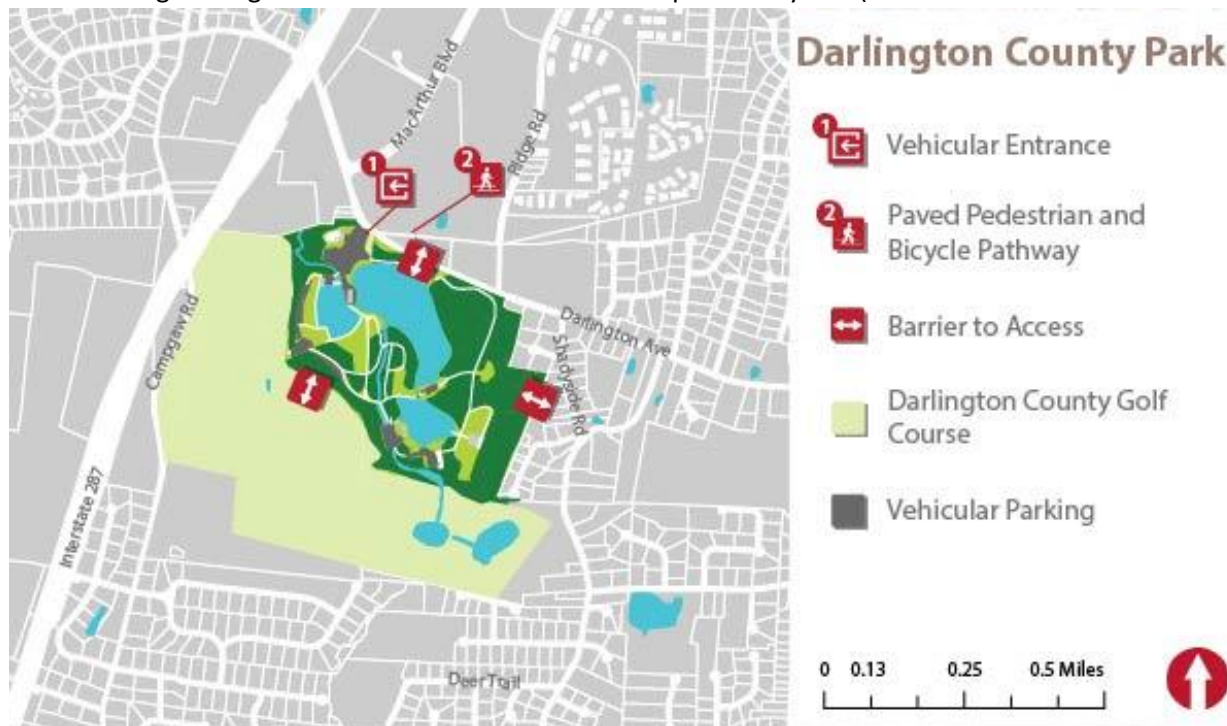 Darlington County Park
1
Vehicular Entrance
2
Paved Pedestrian and
Bicycle Pathway
Barrier to Access
Darlington County Golf
Course
Vehicular Parking
0 0.13 0.25 0.5 Miles
MacArthur Blvd
Ridge Rd
1
2
Campgaw Rd
Darlington Ave
Shadyside Rd
Interstate 287
Deer Trail